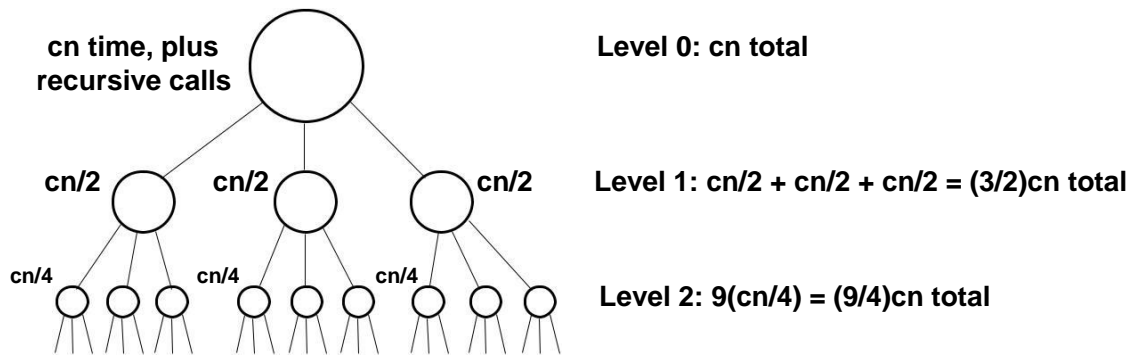 cn time, plus
recursive calls
Level 0: cn total
cn/2
cn/2
cn/2
Level 1: cn/2 + cn/2 + cn/2 = (3/2)cn total
cn/4
cn/4
cn/4
Level 2: 9(cn/4) = (9/4)cn total